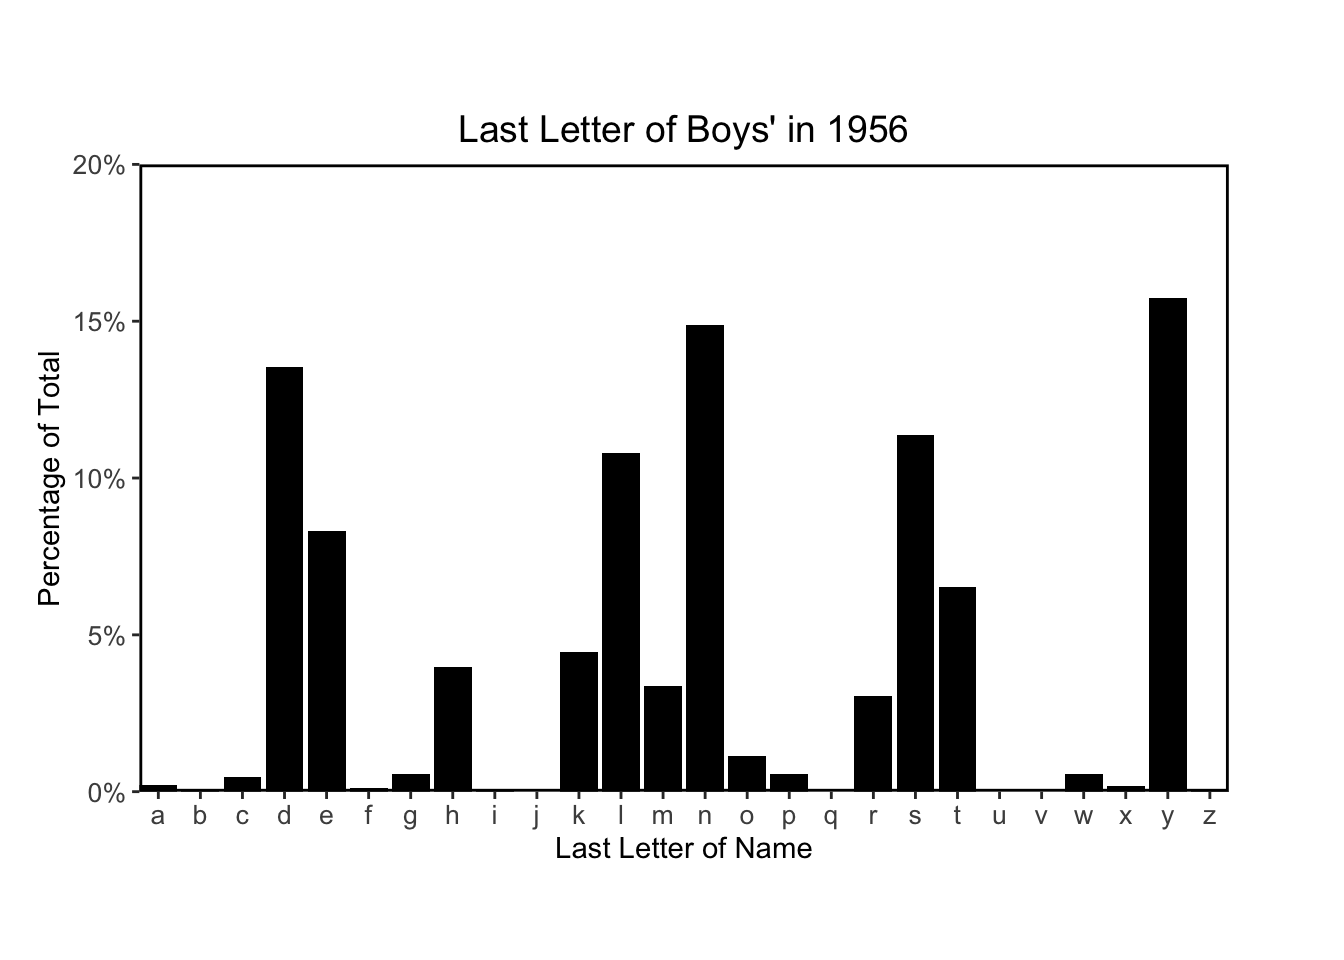 Last Letter of Boys' in 1956
20%
15%
10%
5%
0%
Percentage of Total
a b c d e f g h i j k l m n o p q r s t u v w x y z
Last Letter of Name